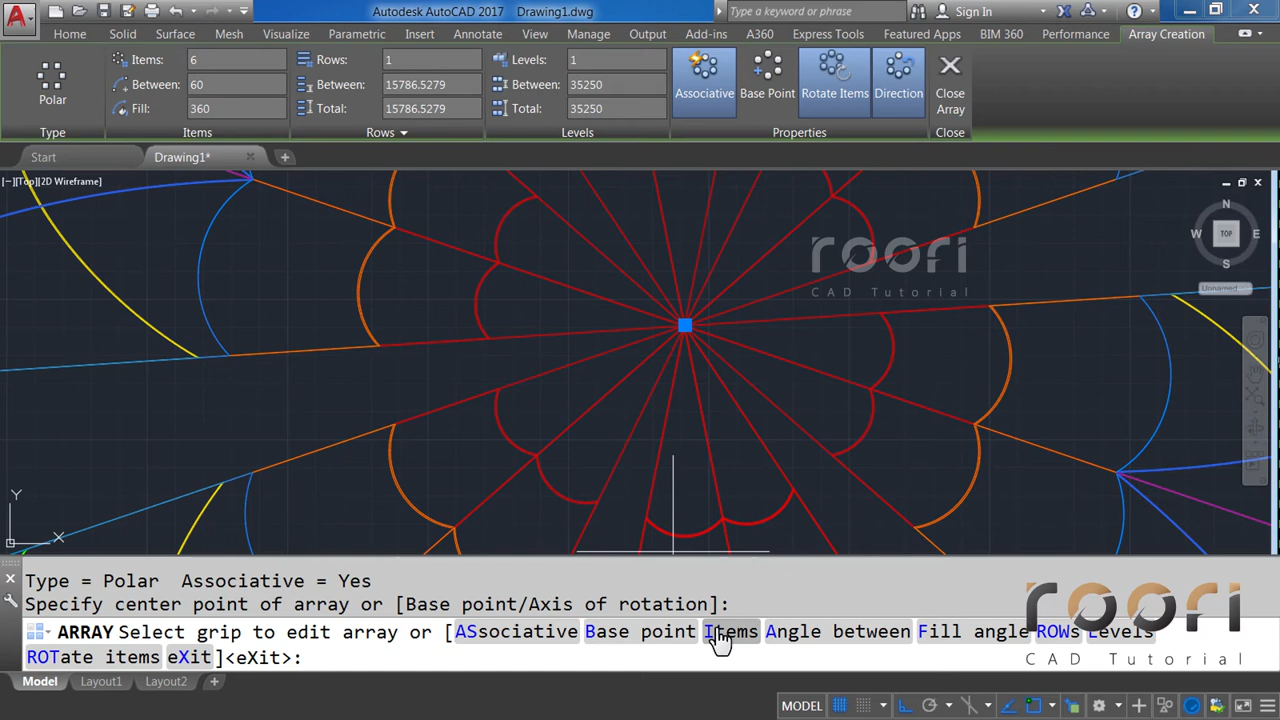 Autodesk AutoCAD 2017 Drawing1.dwg
Type a keyword or phrase
Sign In
Home Solid Surface Mesh Visualize Parametric Insert Annotate View Manage Output Add-ins A360 Express Tools Featured Apps BIM 360 Performance Array Creation
Items: 6 Rows: 1 Levels: 1
Between: 60 Between: 15786.5279 Between: 35250
Fill: 360 Total: 15786.5279 Total: 35250
Polar
Associative Base Point Rotate Items Direction Close Array
Type Items Rows Levels Properties Close
Start Drawing1*
[−][Top][2D Wireframe]
N
W TOP E
S
Unnamed
roori
CAD Tutorial
Y
X
Type = Polar Associative = Yes
Specify center point of array or [Base point/Axis of rotation]:
ARRAY Select grip to edit array or [ASsociative Base point Items Angle between Fill angle ROWs Levels
ROTate items eXit]<eXit>:
roori
CAD Tutorial
Model Layout1 Layout2
MODEL